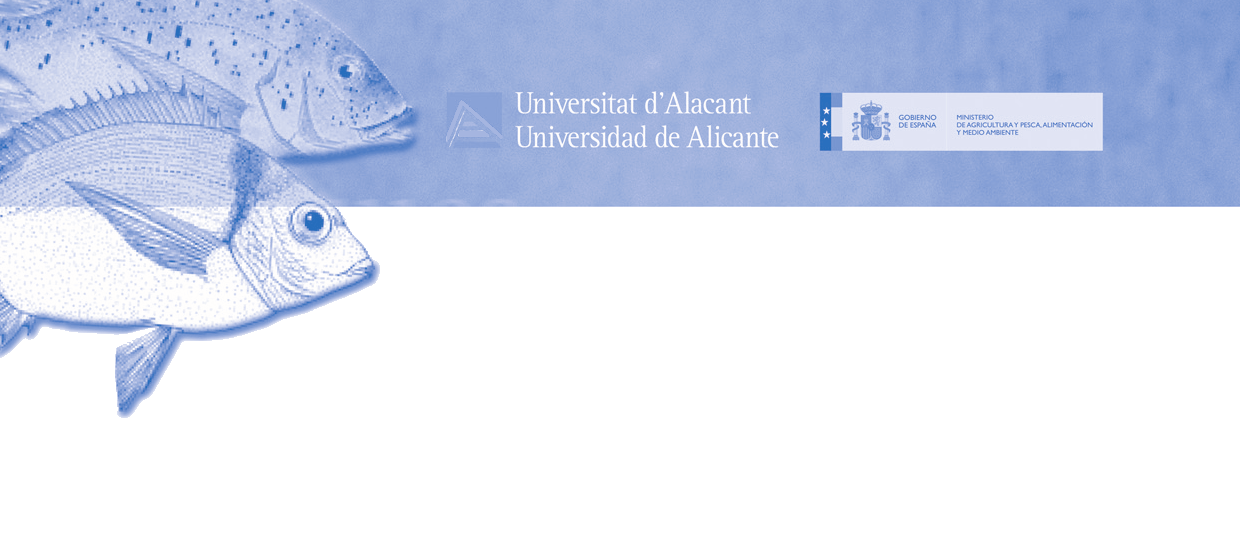 Universitat d'Alacant
Universidad de Alicante
GOBIERNO
DE ESPAÑA
MINISTERIO
DE AGRICULTURA Y PESCA, ALIMENTACIÓN
Y MEDIO AMBIENTE